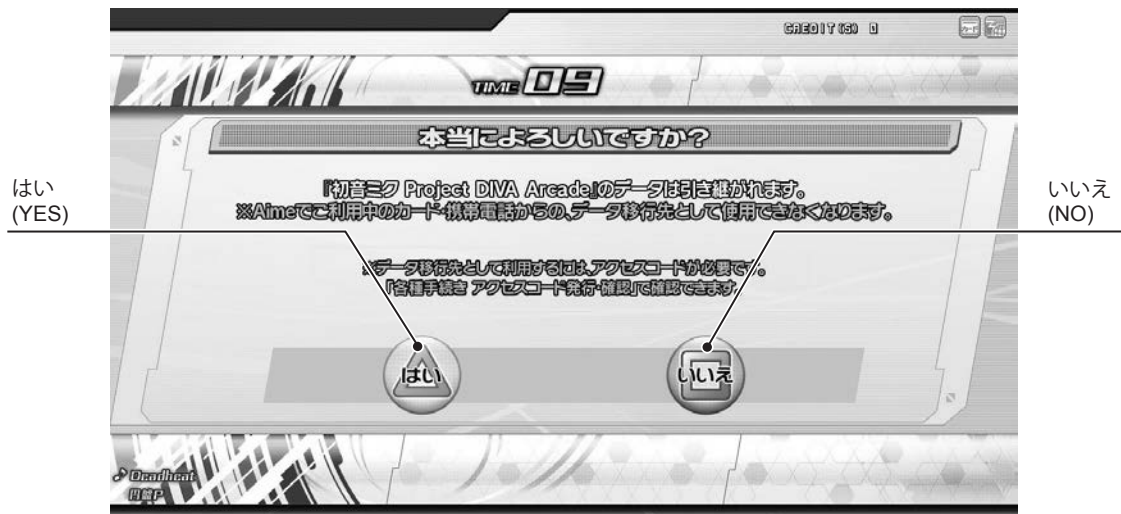 CREDIT(S) 0
TIME 09
本当によろしいですか?
『初音ミク Project DIVA Arcade』のデータは引き継がれます。
※Aimeでご利用中のカード・携帯電話からの、データ移行先として使用できなくなります。
※データ移行先として利用するには、アクセスコードが必要です。
「各種手続き アクセスコード発行・確認」で確認できます。
はい
(YES)
いいえ
(NO)
はい
いいえ
♪ Deadheat